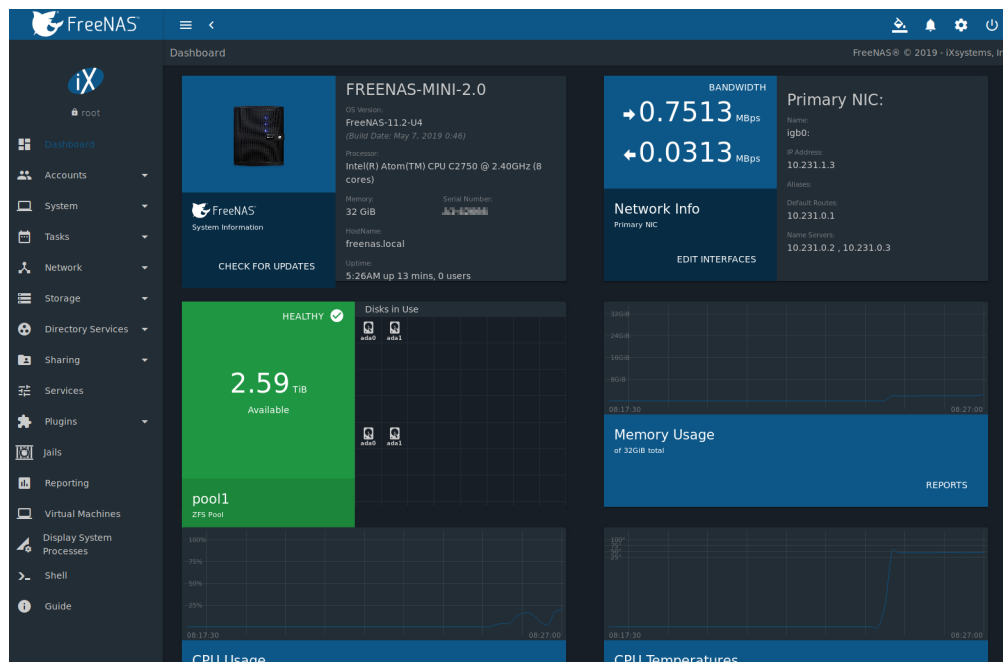 FreeNAS®
Dashboard
FreeNAS® © 2019 - iXsystems, In
iX
root
Dashboard
Accounts
System
Tasks
Network
Storage
Directory Services
Sharing
Services
Plugins
Jails
Reporting
Virtual Machines
Display System
Processes
Shell
Guide
FreeNAS®
System Information
CHECK FOR UPDATES
FREENAS-MINI-2.0
OS Version:
FreeNAS-11.2-U4
(Build Date: May 7, 2019 0:46)
Processor:
Intel(R) Atom(TM) CPU C2750 @ 2.40GHz (8
cores)
Memory: Serial Number:
32 GiB
HostName:
freenas.local
Uptime:
5:26AM up 13 mins, 0 users
BANDWIDTH
0.7513 MBps
0.0313 MBps
Network Info
Primary NIC
EDIT INTERFACES
Primary NIC:
Name:
igb0:
IP Address:
10.231.1.3
Aliases:
Default Routes:
10.231.0.1
Name Servers:
10.231.0.2 , 10.231.0.3
HEALTHY
2.59 TiB
Available
pool1
ZFS Pool
Disks in Use
ada0 ada1
ada0 ada1
32GiB
24GiB
16GiB
8GiB
08:17:30 08:27:00
Memory Usage
of 32GiB total
REPORTS
100%
75%
50%
25%
08:17:30 08:27:00
CPU Usage
100°
75°
50°
25°
08:17:30 08:27:00
CPU Temperatures